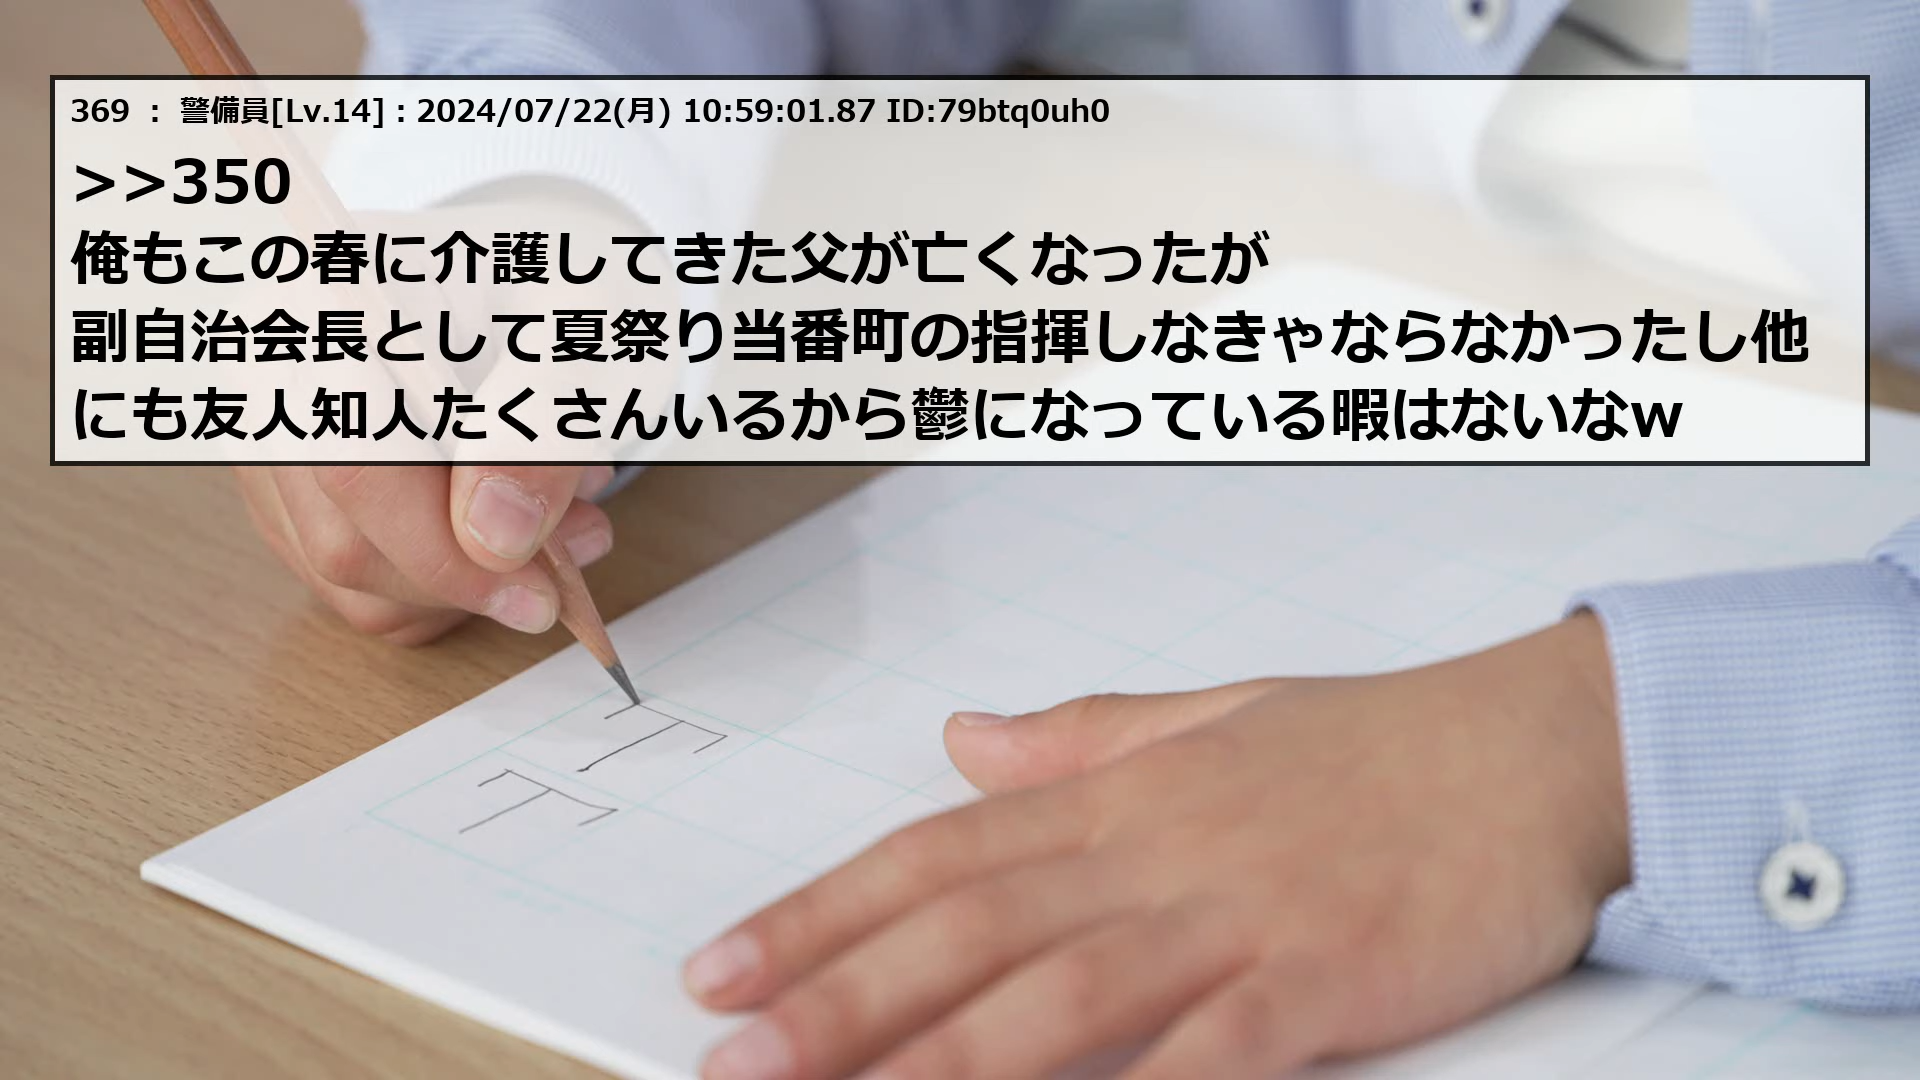 369 ： 警備員[Lv.14]：2024/07/22(月) 10:59:01.87 ID:79btq0uh0
>>350
俺もこの春に介護してきた父が亡くなったが
副自治会長として夏祭り当番町の指揮しなきゃならなかったし他
にも友人知人たくさんいるから鬱になっている暇はないなw